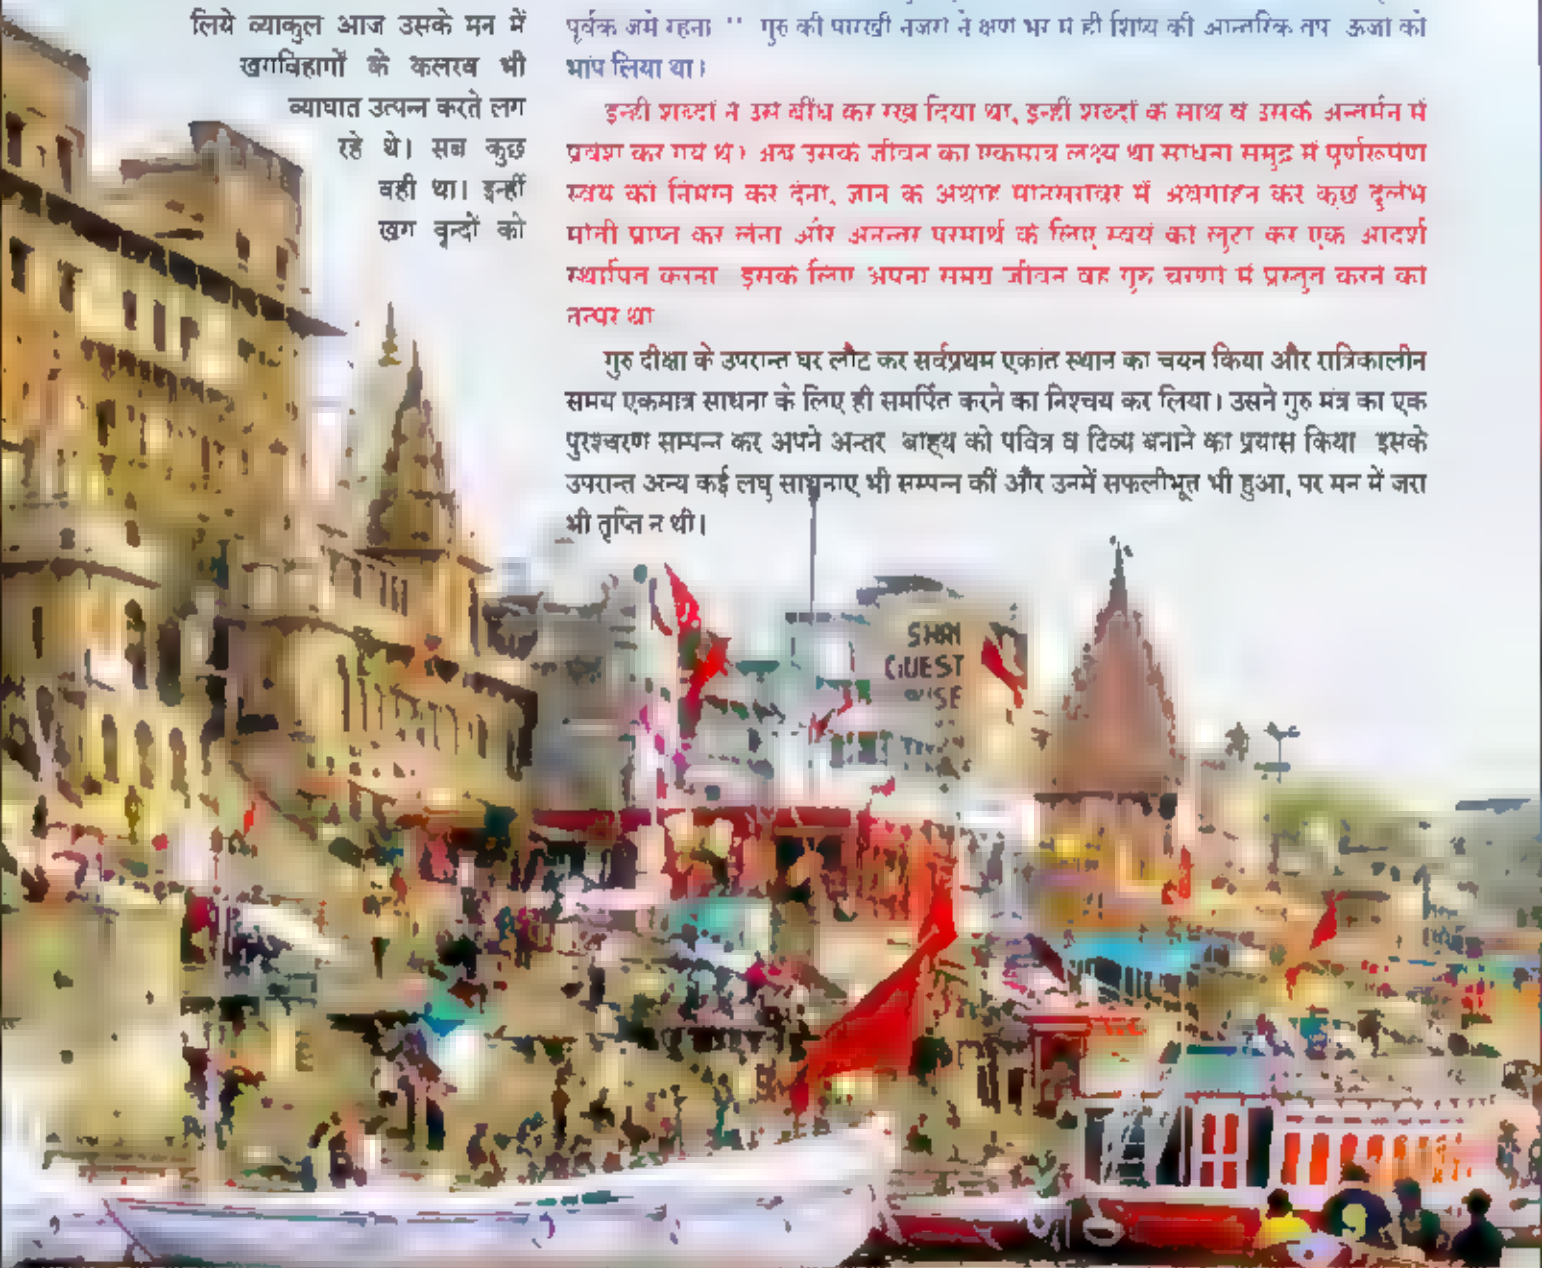 लिये व्याकुल आज उसके मन में
खगविहागों के कलरव भी
व्याघात उत्पन्न करते लग
रहे थे। सब कुछ
वही था। इन्हीं
खग वृन्दों को
पूर्वक जमे रहना '' गुरु की पारखी नजरों ने क्षण भर में ही शिष्य की आन्तरिक तप ऊर्जा को
भांप लिया था।
इन्हीं शब्दों ने उसे बींध कर रख दिया था, इन्हीं शब्दों के साथ वे उसके अन्तर्मन में
प्रवेश कर गये थे। अब उसके जीवन का एकमात्र लक्ष्य था साधना समुद्र में पूर्णरूपेण
स्वयं को निमग्न कर देना, ज्ञान के अथाह मानसरोवर में अवगाहन कर कुछ दुर्लभ
मोती प्राप्त कर लेना और अनन्तर परमार्थ के लिए स्वयं को लुटा कर एक आदर्श
स्थापित करना इसके लिए अपना समग्र जीवन वह गुरु चरणों में प्रस्तुत करने को
तत्पर था
गुरु दीक्षा के उपरान्त घर लौट कर सर्वप्रथम एकांत स्थान का चयन किया और रात्रिकालीन
समय एकमात्र साधना के लिए ही समर्पित करने का निश्चय कर लिया। उसने गुरु मंत्र का एक
पुरश्चरण सम्पन्न कर अपने अन्तर बाह्य को पवित्र व दिव्य बनाने का प्रयास किया इसके
उपरान्त अन्य कई लघु साधनाएं भी सम्पन्न कीं और उनमें सफलीभूत भी हुआ, पर मन में जरा
भी तृप्ति न थी।
GUEST